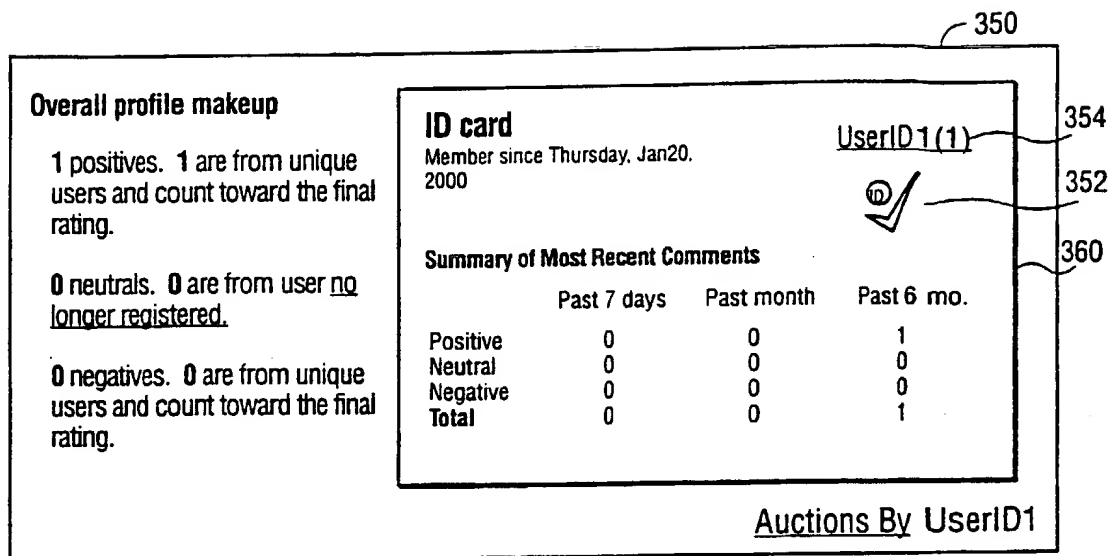 350
Overall profile makeup
1 positives. 1 are from unique
users and count toward the final
rating.
0 neutrals. 0 are from user no
longer registered.
0 negatives. 0 are from unique
users and count toward the final
rating.
ID card
Member since Thursday, Jan20,
2000
UserID1(1)
354
ID
352
360
Summary of Most Recent Comments
Past 7 days Past month Past 6 mo.
Positive 0 0 1
Neutral 0 0 0
Negative 0 0 0
Total 0 0 1
Auctions By UserID1